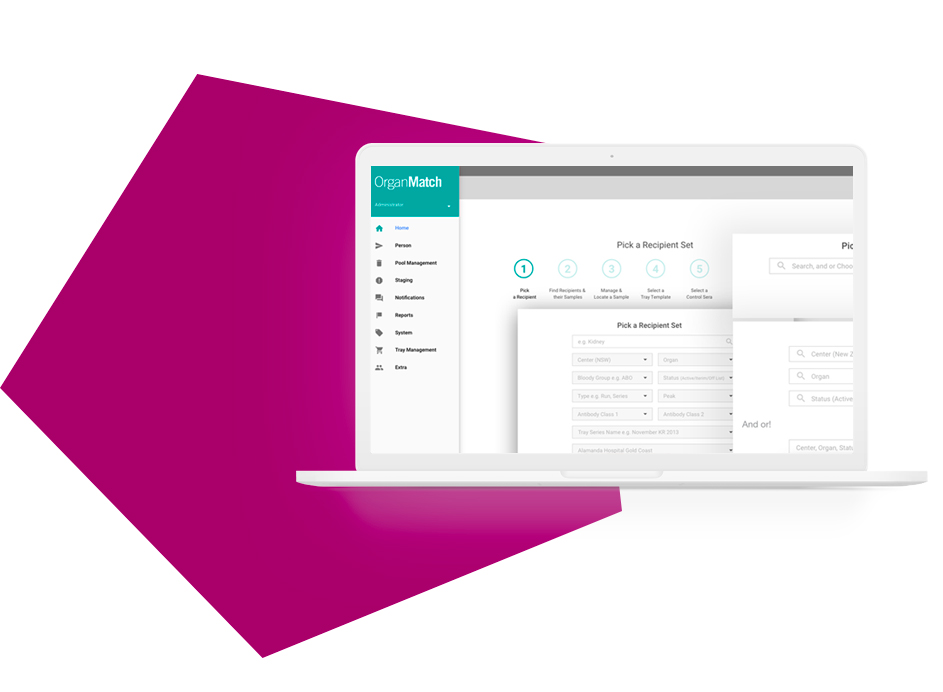 OrganMatch
Administrator
Home
Person
Pool Management
Staging
Notifications
Reports
System
Tray Management
Extra
Pick a Recipient Set
1
2
3
4
5
Pick
a Recipient
Find Recipients &
their Samples
Manage &
Locate a Sample
Select a
Tray Template
Select a
Control Sera
Pick a Recipient Set
e.g. Kidney
Center (NSW)
Organ
Bloody Group e.g. ABO
Status
Type e.g. Run, Series
Peak
Antibody Class 1
Antibody Class 2
Tray Series Name e.g. November KR 2013
Alamanda Hospital Gold Coast
Pic
Search, and or Choo
Center (New Z
Organ
Status (Active
And or!
Center, Organ, Stat